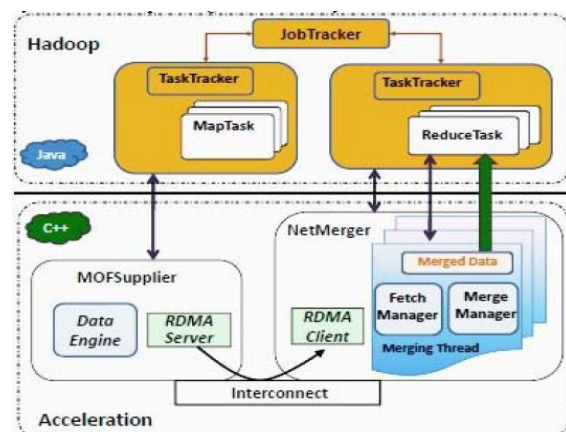 Hadoop
JobTracker
TaskTracker
MapTask
TaskTracker
ReduceTask
Java
C++
NetMerger
MOFSupplier
Data
Engine
RDMA
Server
RDMA
Client
Merged Data
Fetch
Manager
Merge
Manager
Merging Thread
Interconnect
Acceleration